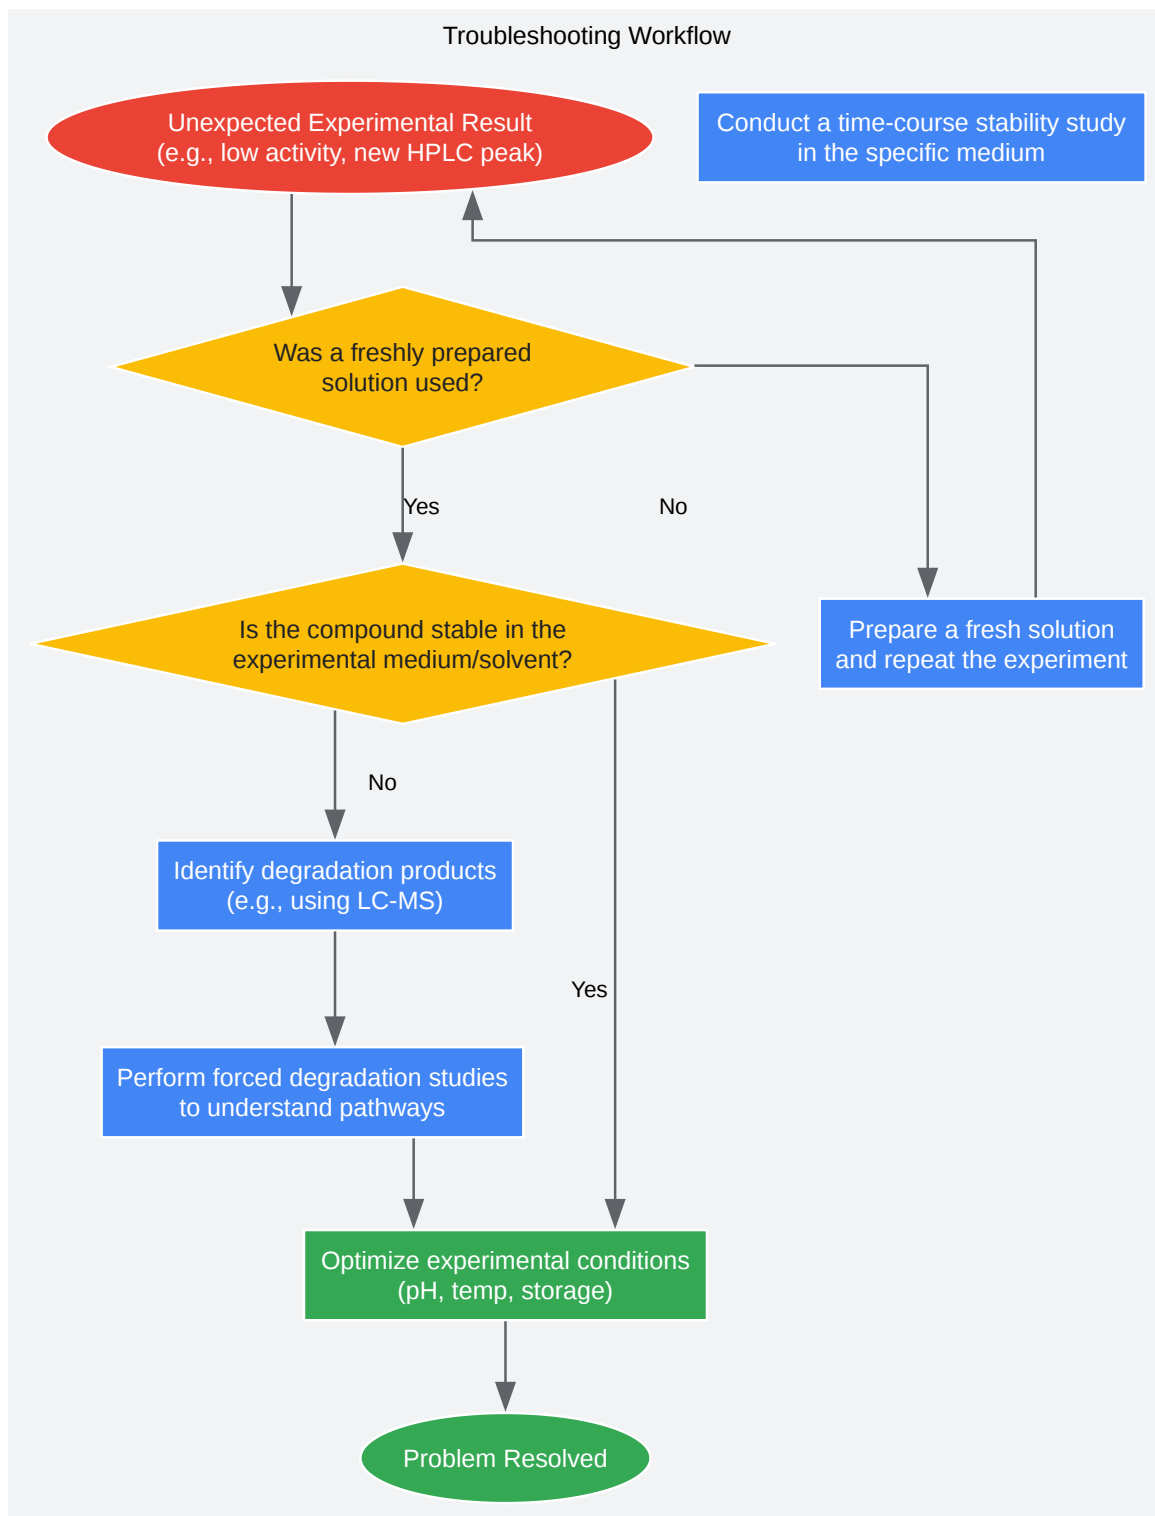 Troubleshooting Workflow
Unexpected Experimental Result
(e.g., low activity, new HPLC peak)
Conduct a time-course stability study
in the specific medium
Was a freshly prepared
solution used?
Yes
No
Is the compound stable in the
experimental medium/solvent?
Prepare a fresh solution
and repeat the experiment
No
Identify degradation products
(e.g., using LC-MS)
Yes
Perform forced degradation studies
to understand pathways
Optimize experimental conditions
(pH, temp, storage)
Problem Resolved